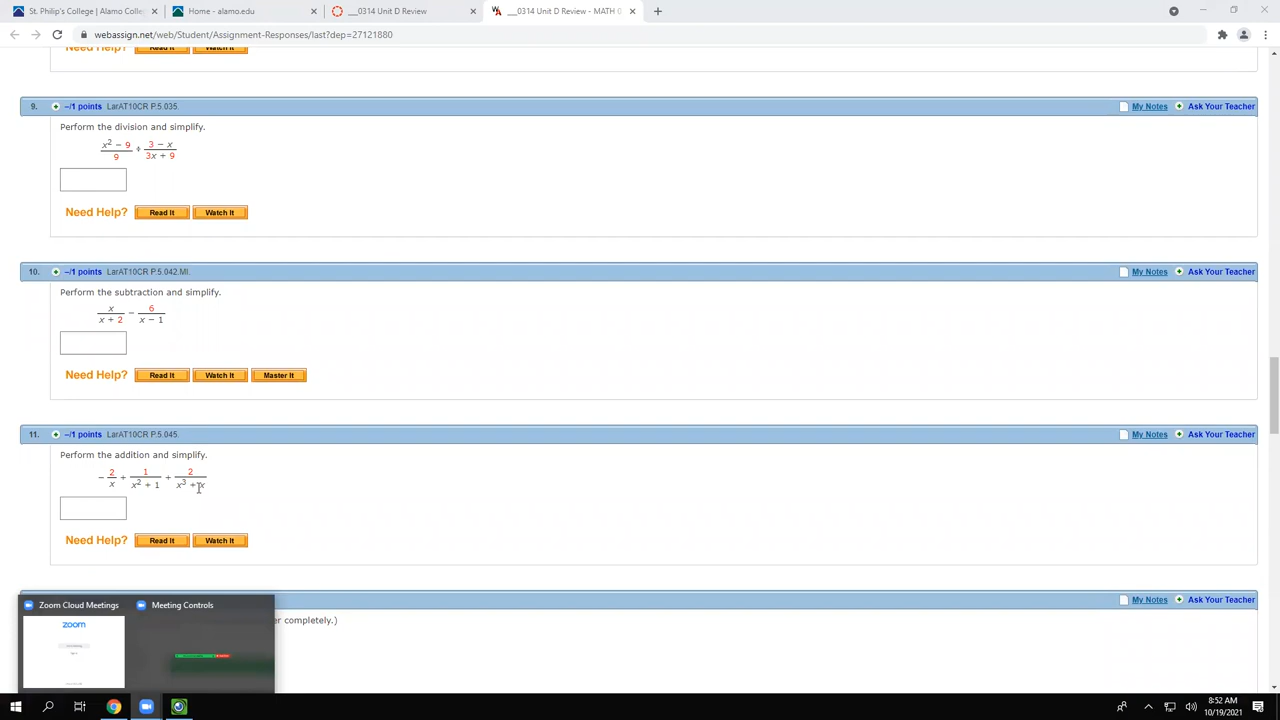 St. Philip's College | Alamo Colle
Home - alamo.edu
__0314 Unit D Review
__0314 Unit D Review - MATH 0
webassign.net/web/Student/Assignment-Responses/last?dep=27121880
Need Help? Read It Watch It
9. –/1 points LarAT10CR P.5.035. My Notes Ask Your Teacher
Perform the division and simplify.
x² − 9 / 9 ÷ 3 − x / 3x + 9
Need Help? Read It Watch It
10. –/1 points LarAT10CR P.5.042.MI. My Notes Ask Your Teacher
Perform the subtraction and simplify.
x / x + 2 − 6 / x − 1
Need Help? Read It Watch It Master It
11. –/1 points LarAT10CR P.5.045. My Notes Ask Your Teacher
Perform the addition and simplify.
− 2 / x + 1 / x² + 1 + 2 / x³ + x
Need Help? Read It Watch It
My Notes Ask Your Teacher
Zoom Cloud Meetings Meeting Controls
completely.)
zoom
8:52 AM
10/19/2021